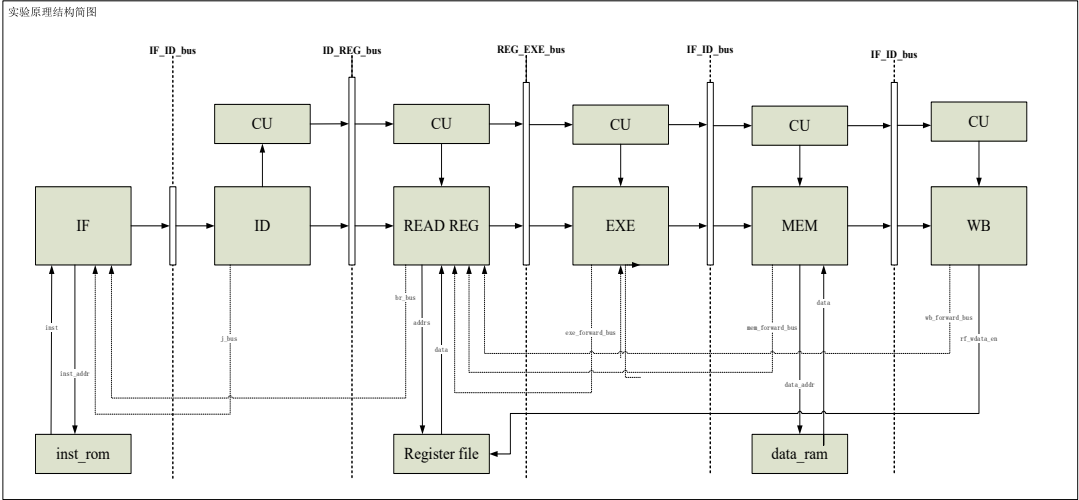 实验原理结构简图
IF_ID_bus
ID_REG_bus
REG_EXE_bus
IF_ID_bus
IF_ID_bus
CU
CU
CU
CU
CU
IF
ID
READ REG
EXE
MEM
WB
inst
inst_addr
j_bus
br_bus
addrs
data
exe_forward_bus
mem_forward_bus
data
data_addr
wb_forward_bus
rf_wdata_en
inst_rom
Register file
data_ram